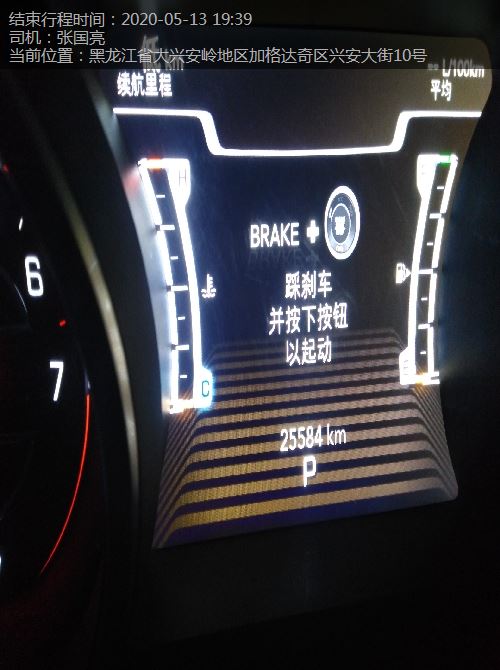 结束行程时间：2020-05-13 19:39
司机：张国亮
当前位置：黑龙江省大兴安岭地区加格达奇区兴安大街10号
低 km
-- L/100km
续航里程
平均
H
BRAKE +
踩刹车
并按下按钮
以起动
6
7
C
25584 km
P